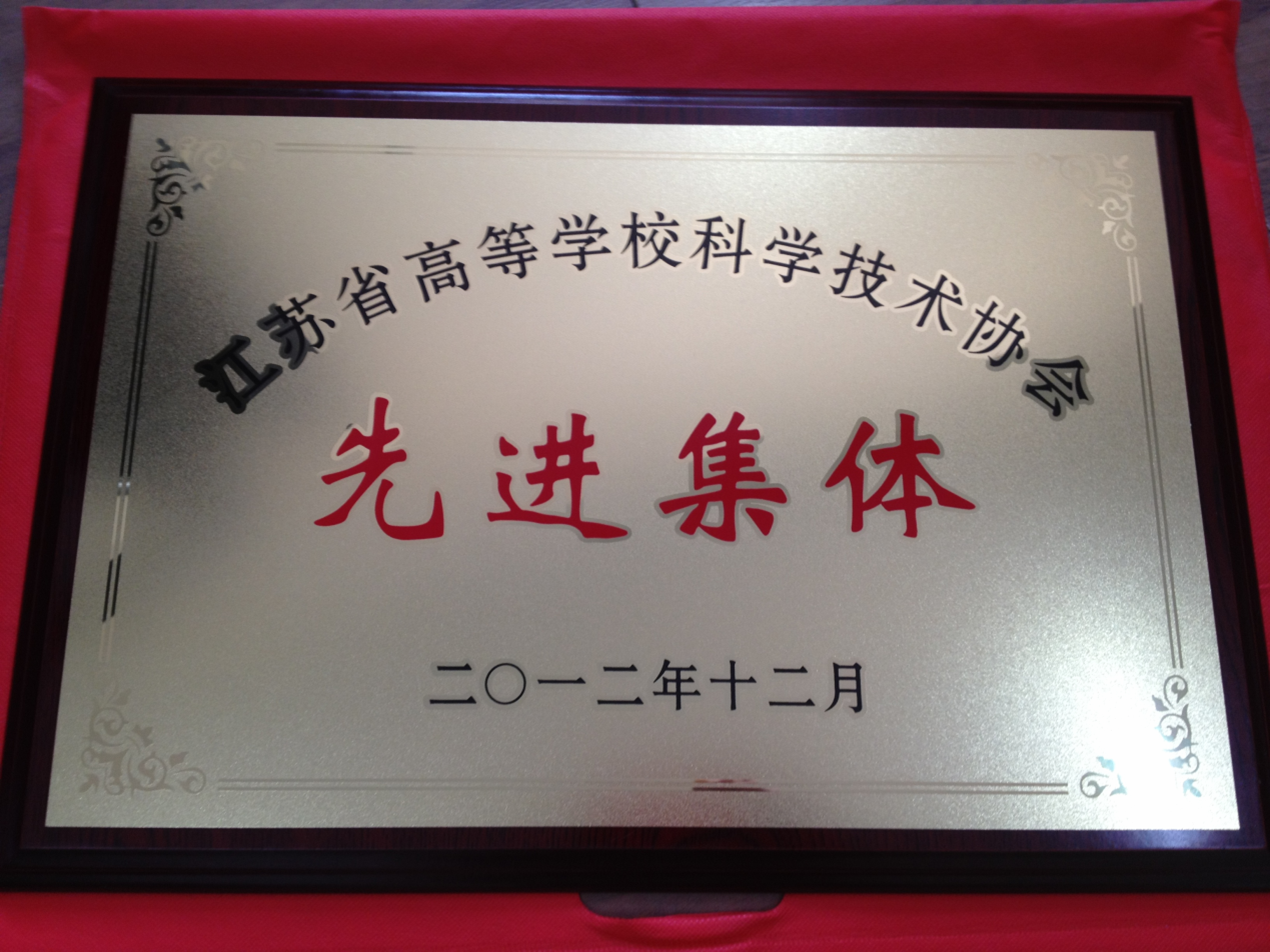 江苏省高等学校科学技术协会
先进集体
二〇一二年十二月